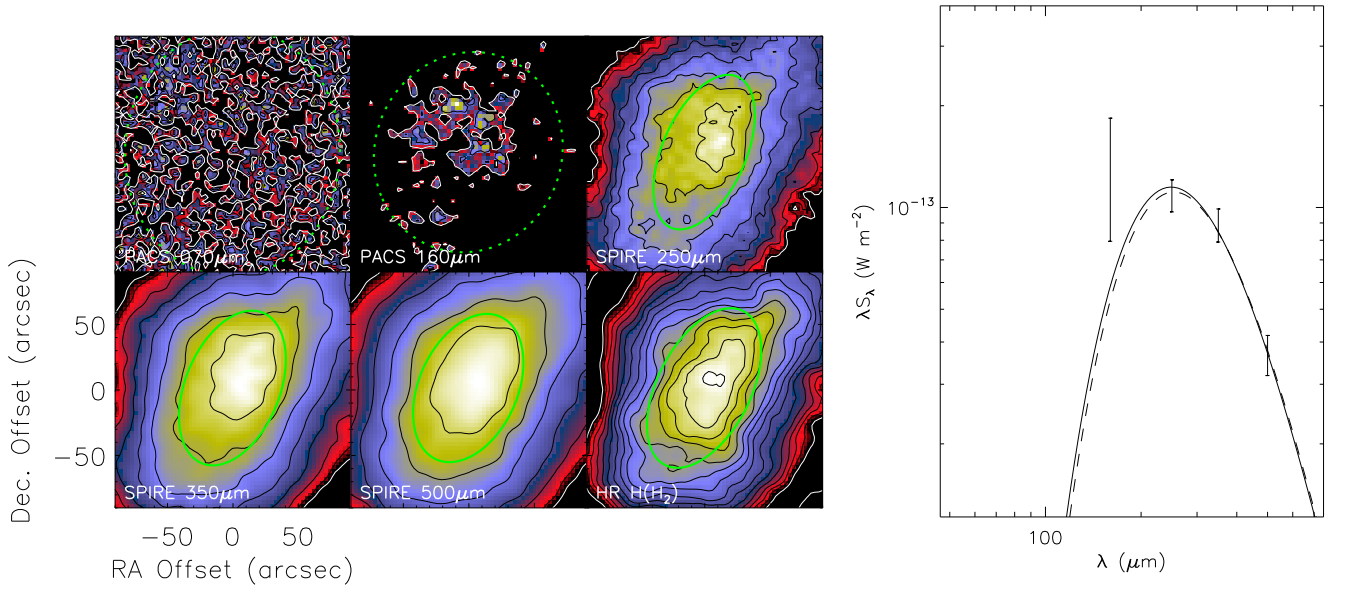 PACS 070μm
PACS 160μm
SPIRE 250μm
SPIRE 350μm
SPIRE 500μm
HR H(H₂)
Dec. Offset (arcsec)
50
0
−50
−50 0 50
RA Offset (arcsec)
λS_λ (W m⁻²)
10⁻¹³
100
λ (μm)